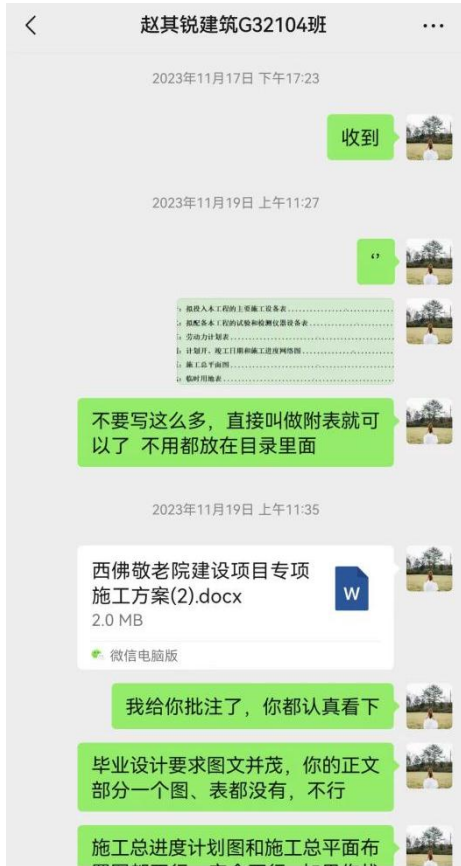 赵其锐建筑G32104班
2023年11月17日 下午17:23
收到
2023年11月19日 上午11:27
‘’
：拟投入本工程的主要施工设备表
：拟配备本工程的试验和检测仪器设备表
：劳动力计划表
：计划开、竣工日期和施工进度网络图
：施工总平面图
：临时用地表
不要写这么多，直接叫做附表就可
以了 不用都放在目录里面
2023年11月19日 上午11:35
西佛敬老院建设项目专项
施工方案(2).docx
W
2.0 MB
微信电脑版
我给你批注了，你都认真看下
毕业设计要求图文并茂，你的正文
部分一个图、表都没有，不行
施工总进度计划图和施工总平面布